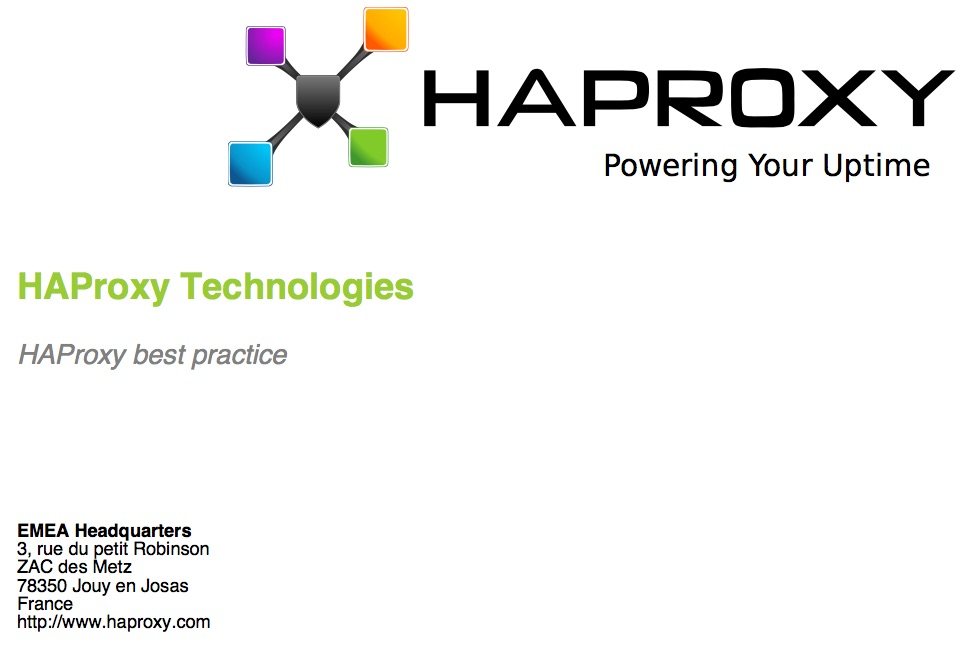 HAPROXY
Powering Your Uptime
HAProxy Technologies
HAProxy best practice
EMEA Headquarters
3, rue du petit Robinson
ZAC des Metz
78350 Jouy en Josas
France
http://www.haproxy.com